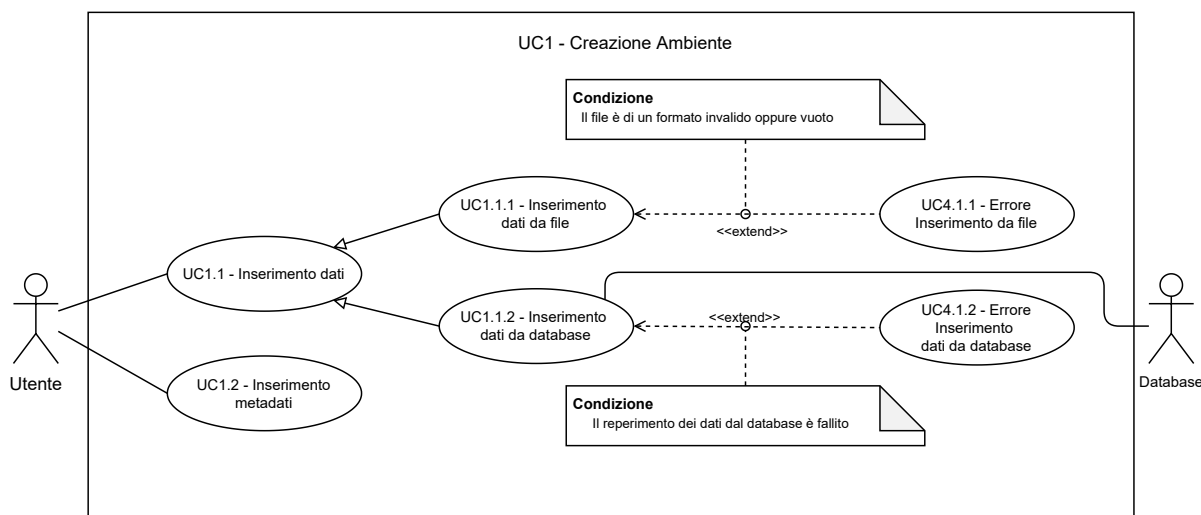 UC1 - Creazione Ambiente
Condizione
Il file è di un formato invalido oppure vuoto
UC1.1.1 - Inserimento
dati da file
<<extend>>
UC4.1.1 - Errore
Inserimento da file
UC1.1 - Inserimento dati
UC1.1.2 - Inserimento
dati da database
<<extend>>
UC4.1.2 - Errore
Inserimento
dati da database
Utente
UC1.2 - Inserimento
metadati
Database
Condizione
Il reperimento dei dati dal database è fallito